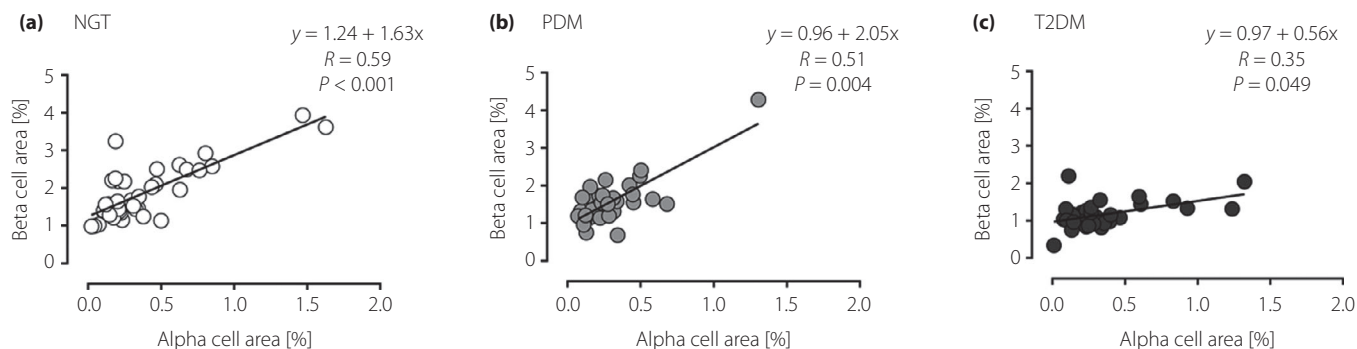 (a) NGT
y = 1.24 + 1.63x
R = 0.59
P < 0.001
Beta cell area [%]
5
4
3
2
1
0
0.0 0.5 1.0 1.5 2.0
Alpha cell area [%]
(b) PDM
y = 0.96 + 2.05x
R = 0.51
P = 0.004
Beta cell area [%]
5
4
3
2
1
0
0.0 0.5 1.0 1.5 2.0
Alpha cell area [%]
(c) T2DM
y = 0.97 + 0.56x
R = 0.35
P = 0.049
Beta cell area [%]
5
4
3
2
1
0
0.0 0.5 1.0 1.5 2.0
Alpha cell area [%]